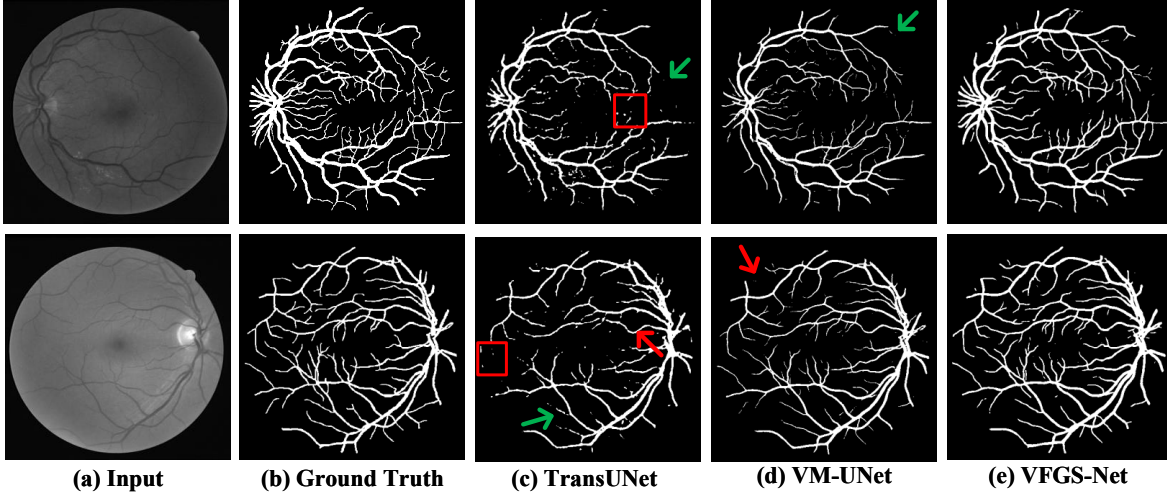 (a) Input
(b) Ground Truth
(c) TransUNet
(d) VM-UNet
(e) VFGS-Net